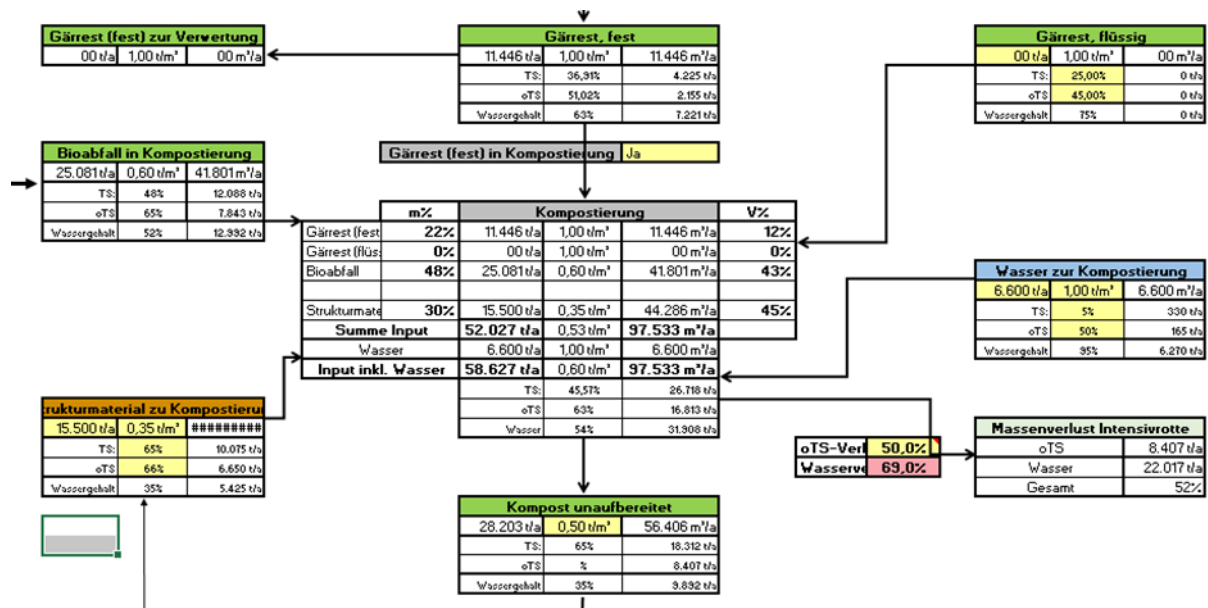 Gärrest (fest) zur Verwertung
00 t/a 1,00 t/m³ 00 m³/a
Gärrest, fest
11.446 t/a 1,00 t/m³ 11.446 m³/a
TS: 36,91% 4.225 t/a
oTS 51,02% 2.155 t/a
Wassergehalt 63% 7.221 t/a
Gärrest, flüssig
00 t/a 1,00 t/m³ 00 m³/a
TS: 25,00% 0 t/a
oTS 45,00% 0 t/a
Wassergehalt 75% 0 t/a
Bioabfall in Kompostierung
25.081 t/a 0,60 t/m³ 41.801 m³/a
TS: 48% 12.088 t/a
oTS 65% 7.843 t/a
Wassergehalt 52% 12.992 t/a
Gärrest (fest) in Kompostierung Ja
m% Kompostierung V%
Gärrest (fest 22% 11.446 t/a 1,00 t/m³ 11.446 m³/a 12%
Gärrest (flüs: 0% 00 t/a 1,00 t/m³ 00 m³/a 0%
Bioabfall 48% 25.081 t/a 0,60 t/m³ 41.801 m³/a 43%
Strukturmate 30% 15.500 t/a 0,35 t/m³ 44.286 m³/a 45%
Summe Input 52.027 t/a 0,53 t/m³ 97.533 m³/a
Wasser 6.600 t/a 1,00 t/m³ 6.600 m³/a
Input inkl. Wasser 58.627 t/a 0,60 t/m³ 97.533 m³/a
TS: 45,57% 26.718 t/a
oTS 63% 16.813 t/a
Wasser 54% 31.908 t/a
Wasser zur Kompostierung
6.600 t/a 1,00 t/m³ 6.600 m³/a
TS: 5% 330 t/a
oTS 50% 165 t/a
Wassergehalt 95% 6.270 t/a
trukturmaterial zu Kompostierun
15.500 t/a 0,35 t/m³ #########
TS: 65% 10.075 t/a
oTS 66% 6.650 t/a
Wassergehalt 35% 5.425 t/a
oTS-Verl 50,0%
Wasserve 69,0%
Massenverlust Intensivrotte
oTS 8.407 t/a
Wasser 22.017 t/a
Gesamt 52%
Kompost unaufbereitet
28.203 t/a 0,50 t/m³ 56.406 m³/a
TS: 65% 18.312 t/a
oTS % 8.407 t/a
Wassergehalt 35% 9.892 t/a